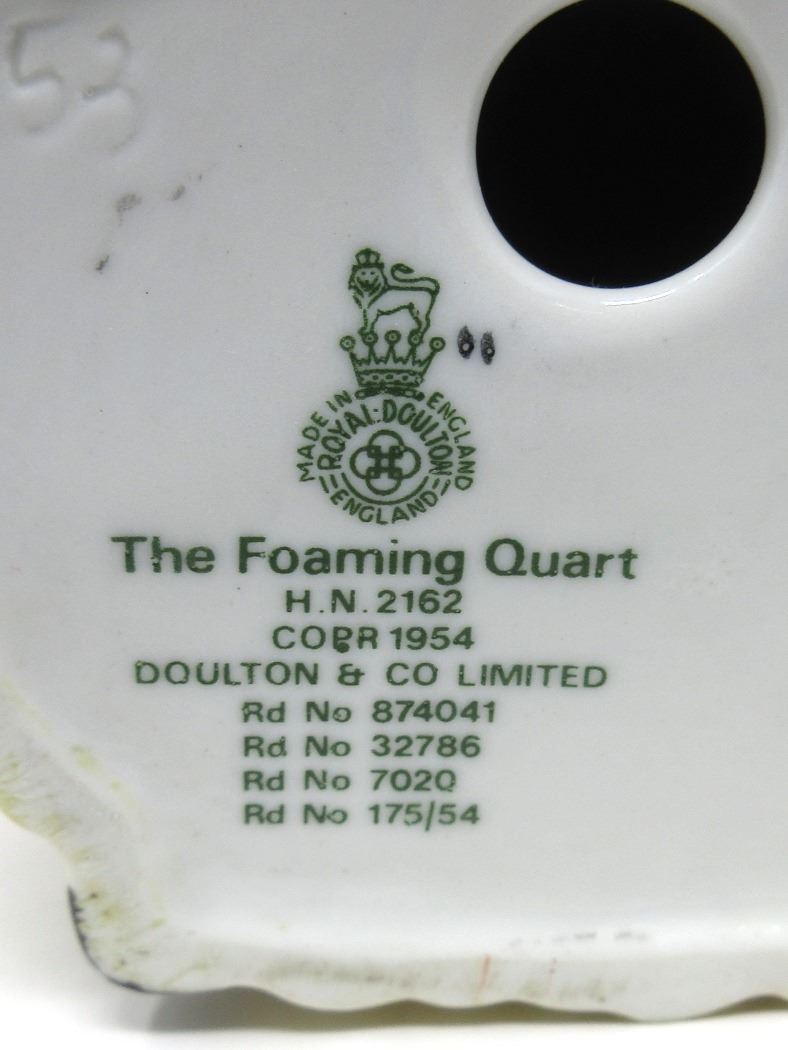 53
MADE IN ENGLAND
ROYAL·DOULTON
ENGLAND
The Foaming Quart
H.N. 2162
COPR 1954
DOULTON & CO LIMITED
Rd No 874041
Rd No 32786
Rd No 7020
Rd No 175/54